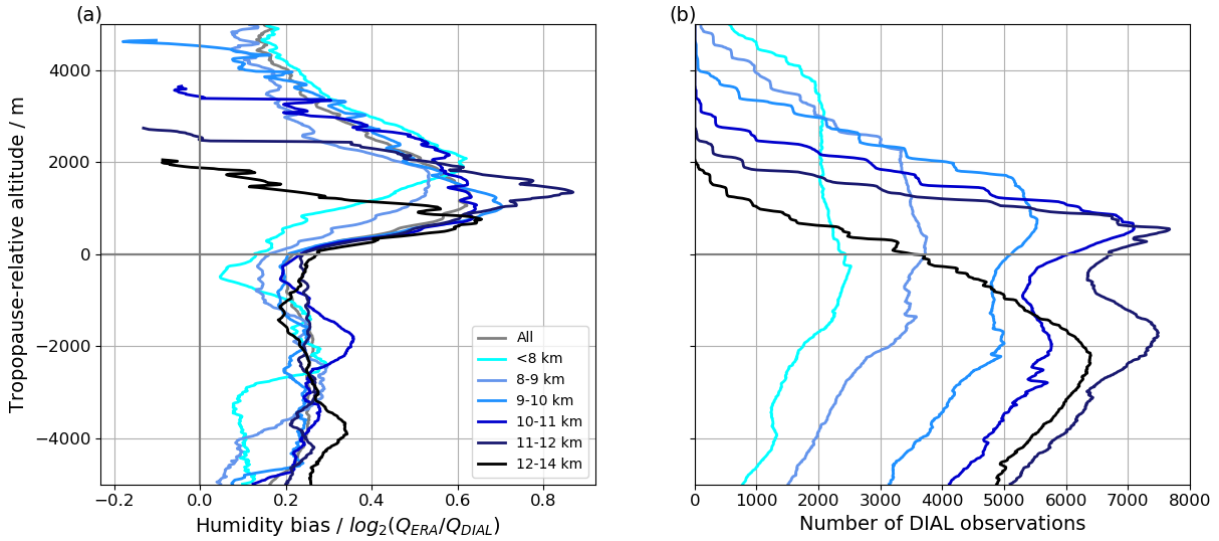 (a)
Tropopause-relative altitude / m
4000
2000
0
−2000
−4000
−0.2
0.0
0.2
0.4
0.6
0.8
Humidity bias / log₂(Q_ERA/Q_DIAL)
All
<8 km
8-9 km
9-10 km
10-11 km
11-12 km
12-14 km
(b)
0
1000
2000
3000
4000
5000
6000
7000
8000
Number of DIAL observations